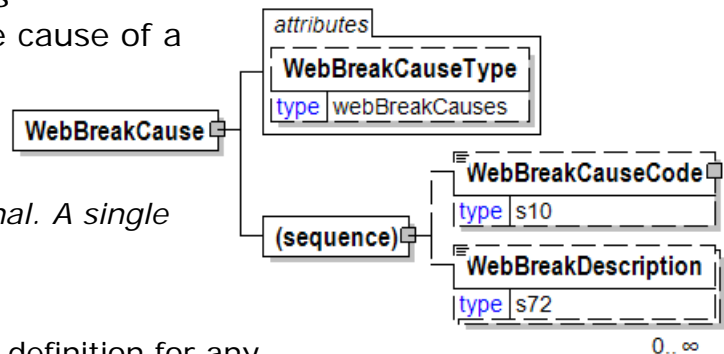 e cause of a
attributes
WebBreakCauseType
type webBreakCauses
WebBreakCause
WebBreakCauseCode
type s10
nal. A single
(sequence)
WebBreakDescription
type s72
definition for any
0.. ∞